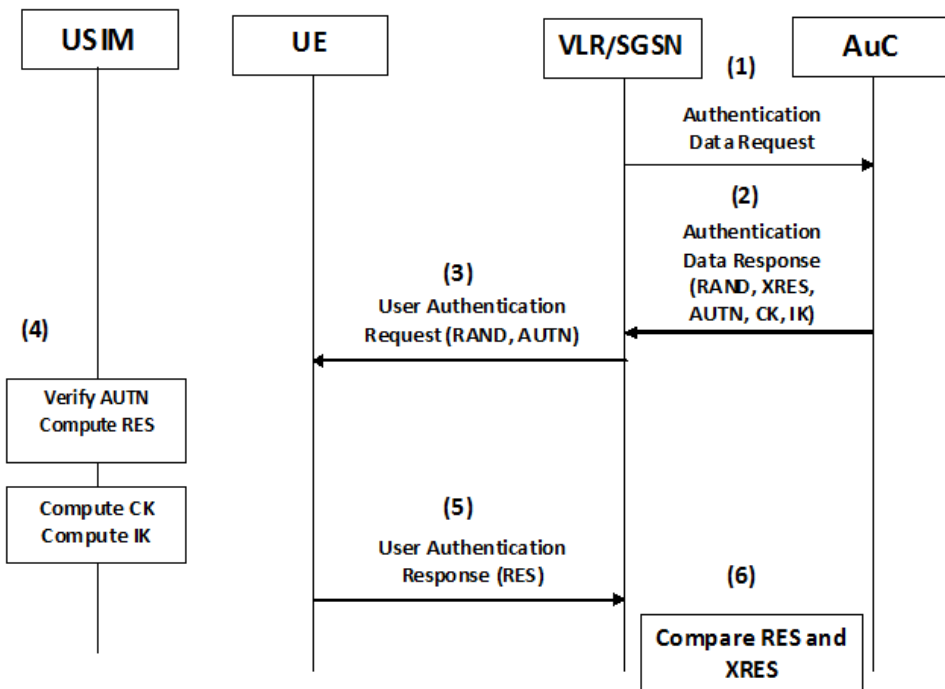 USIM
UE
VLR/SGSN
AuC
(1)
Authentication
Data Request
(2)
Authentication
Data Response
(RAND, XRES,
AUTN, CK, IK)
(3)
User Authentication
Request (RAND, AUTN)
(4)
Verify AUTN
Compute RES
Compute CK
Compute IK
(5)
User Authentication
Response (RES)
(6)
Compare RES and
XRES